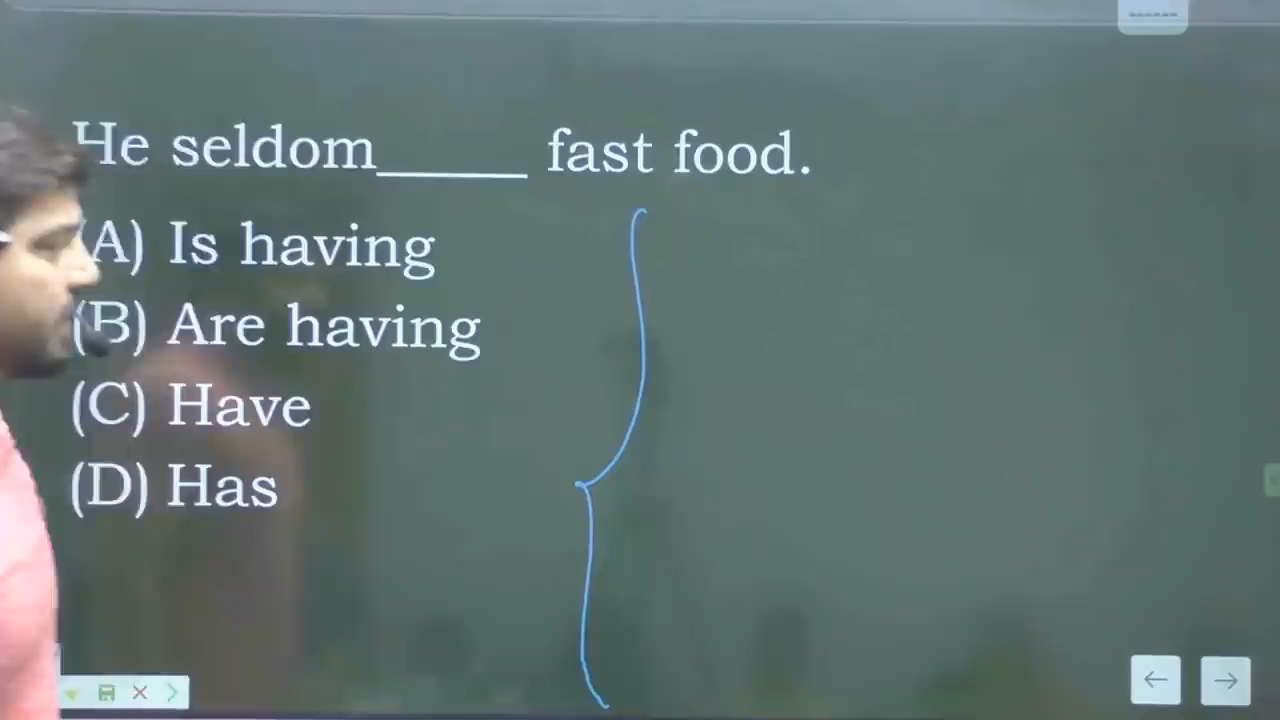 He seldom_____ fast food.
(A) Is having
(B) Are having
(C) Have
(D) Has